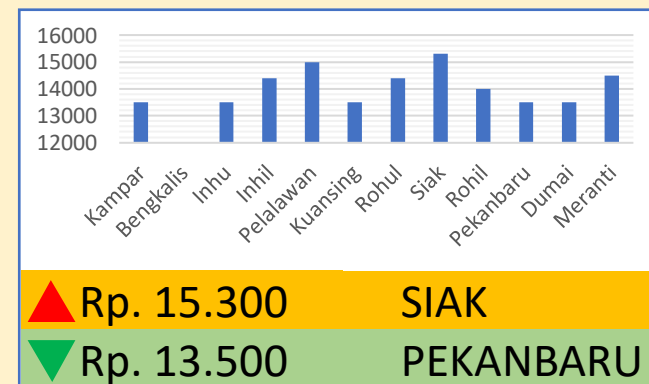 16000
15000
14000
13000
12000
Kampar
Bengkalis
Inhu
Inhil
Pelalawan
Kuansing
Rohul
Siak
Rohil
Pekanbaru
Dumai
Meranti
Rp. 15.300 SIAK
Rp. 13.500 PEKANBARU